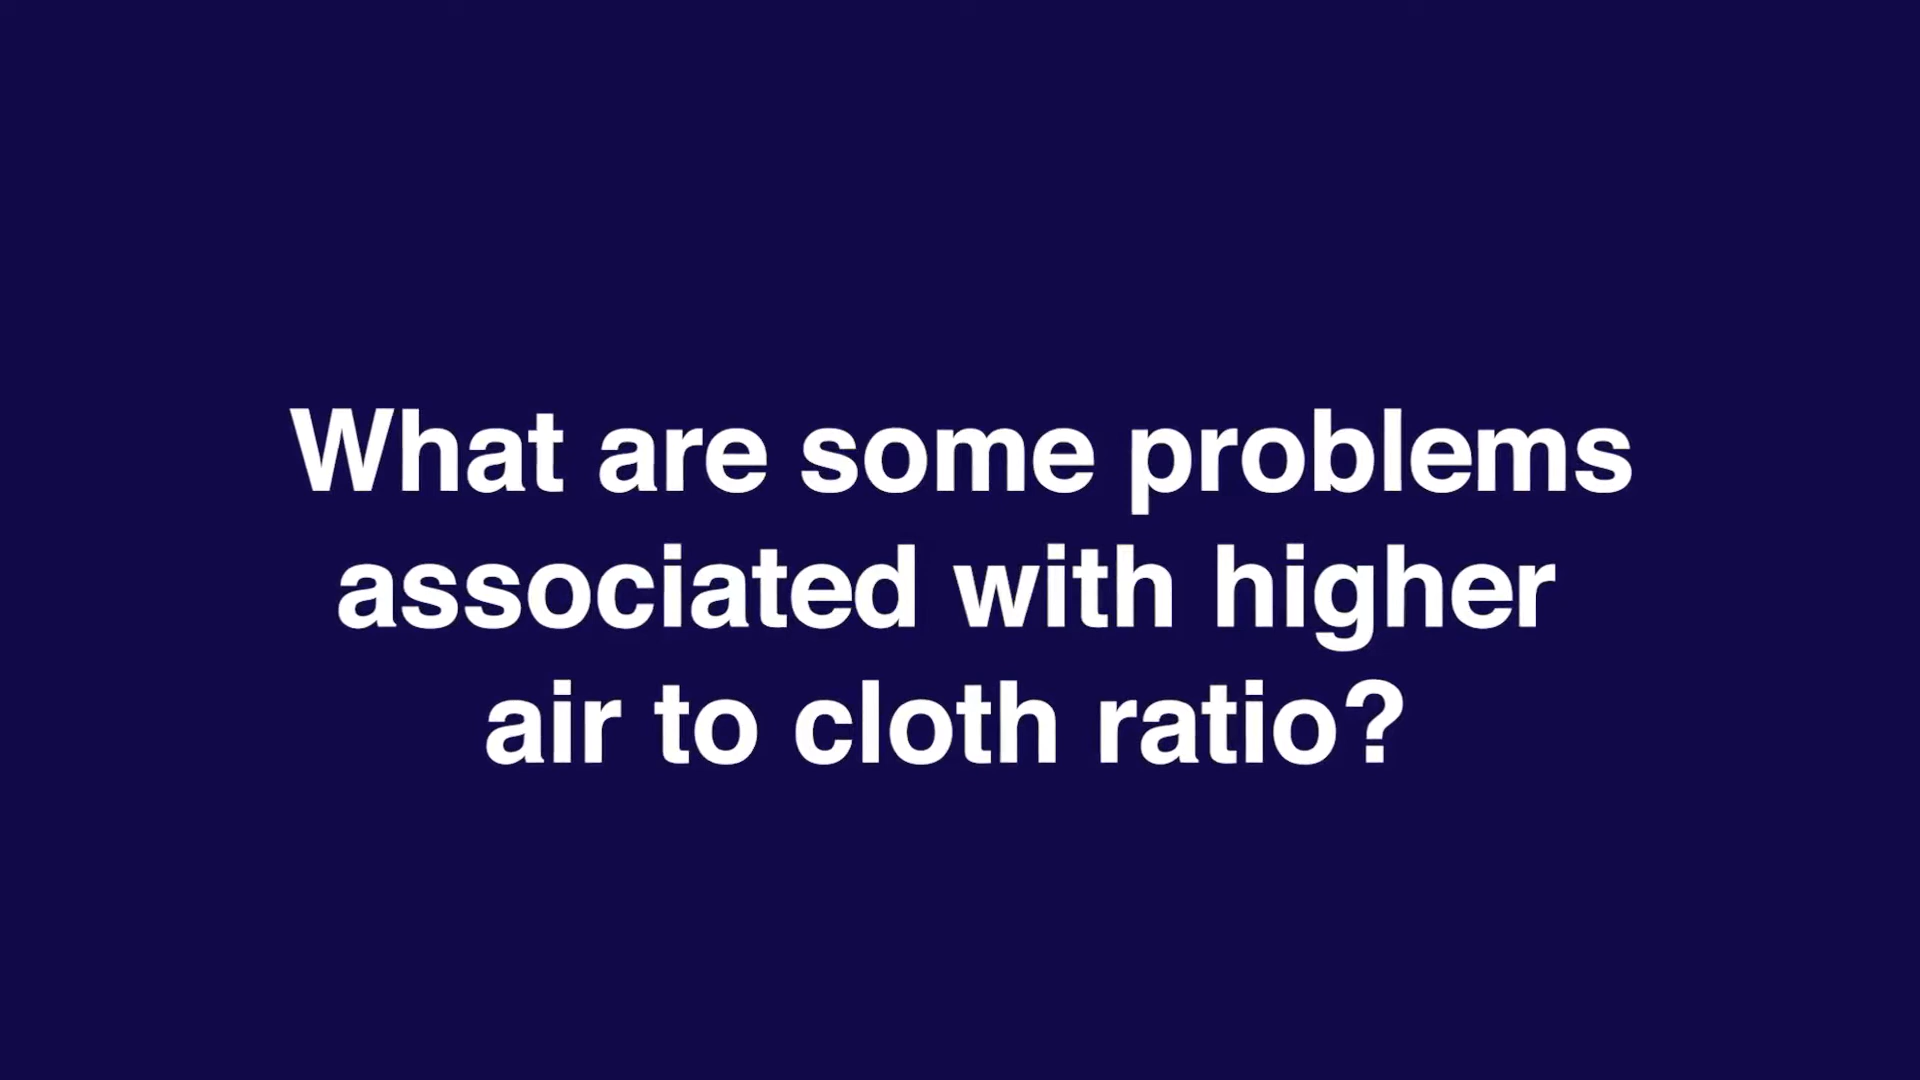 What are some problems
associated with higher
air to cloth ratio?